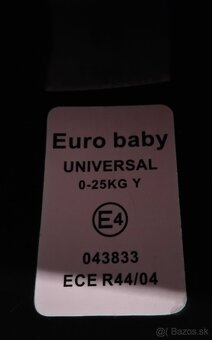 Euro baby
UNIVERSAL
0-25KG Y
E4
043833
ECE R44/04
Bazos.sk